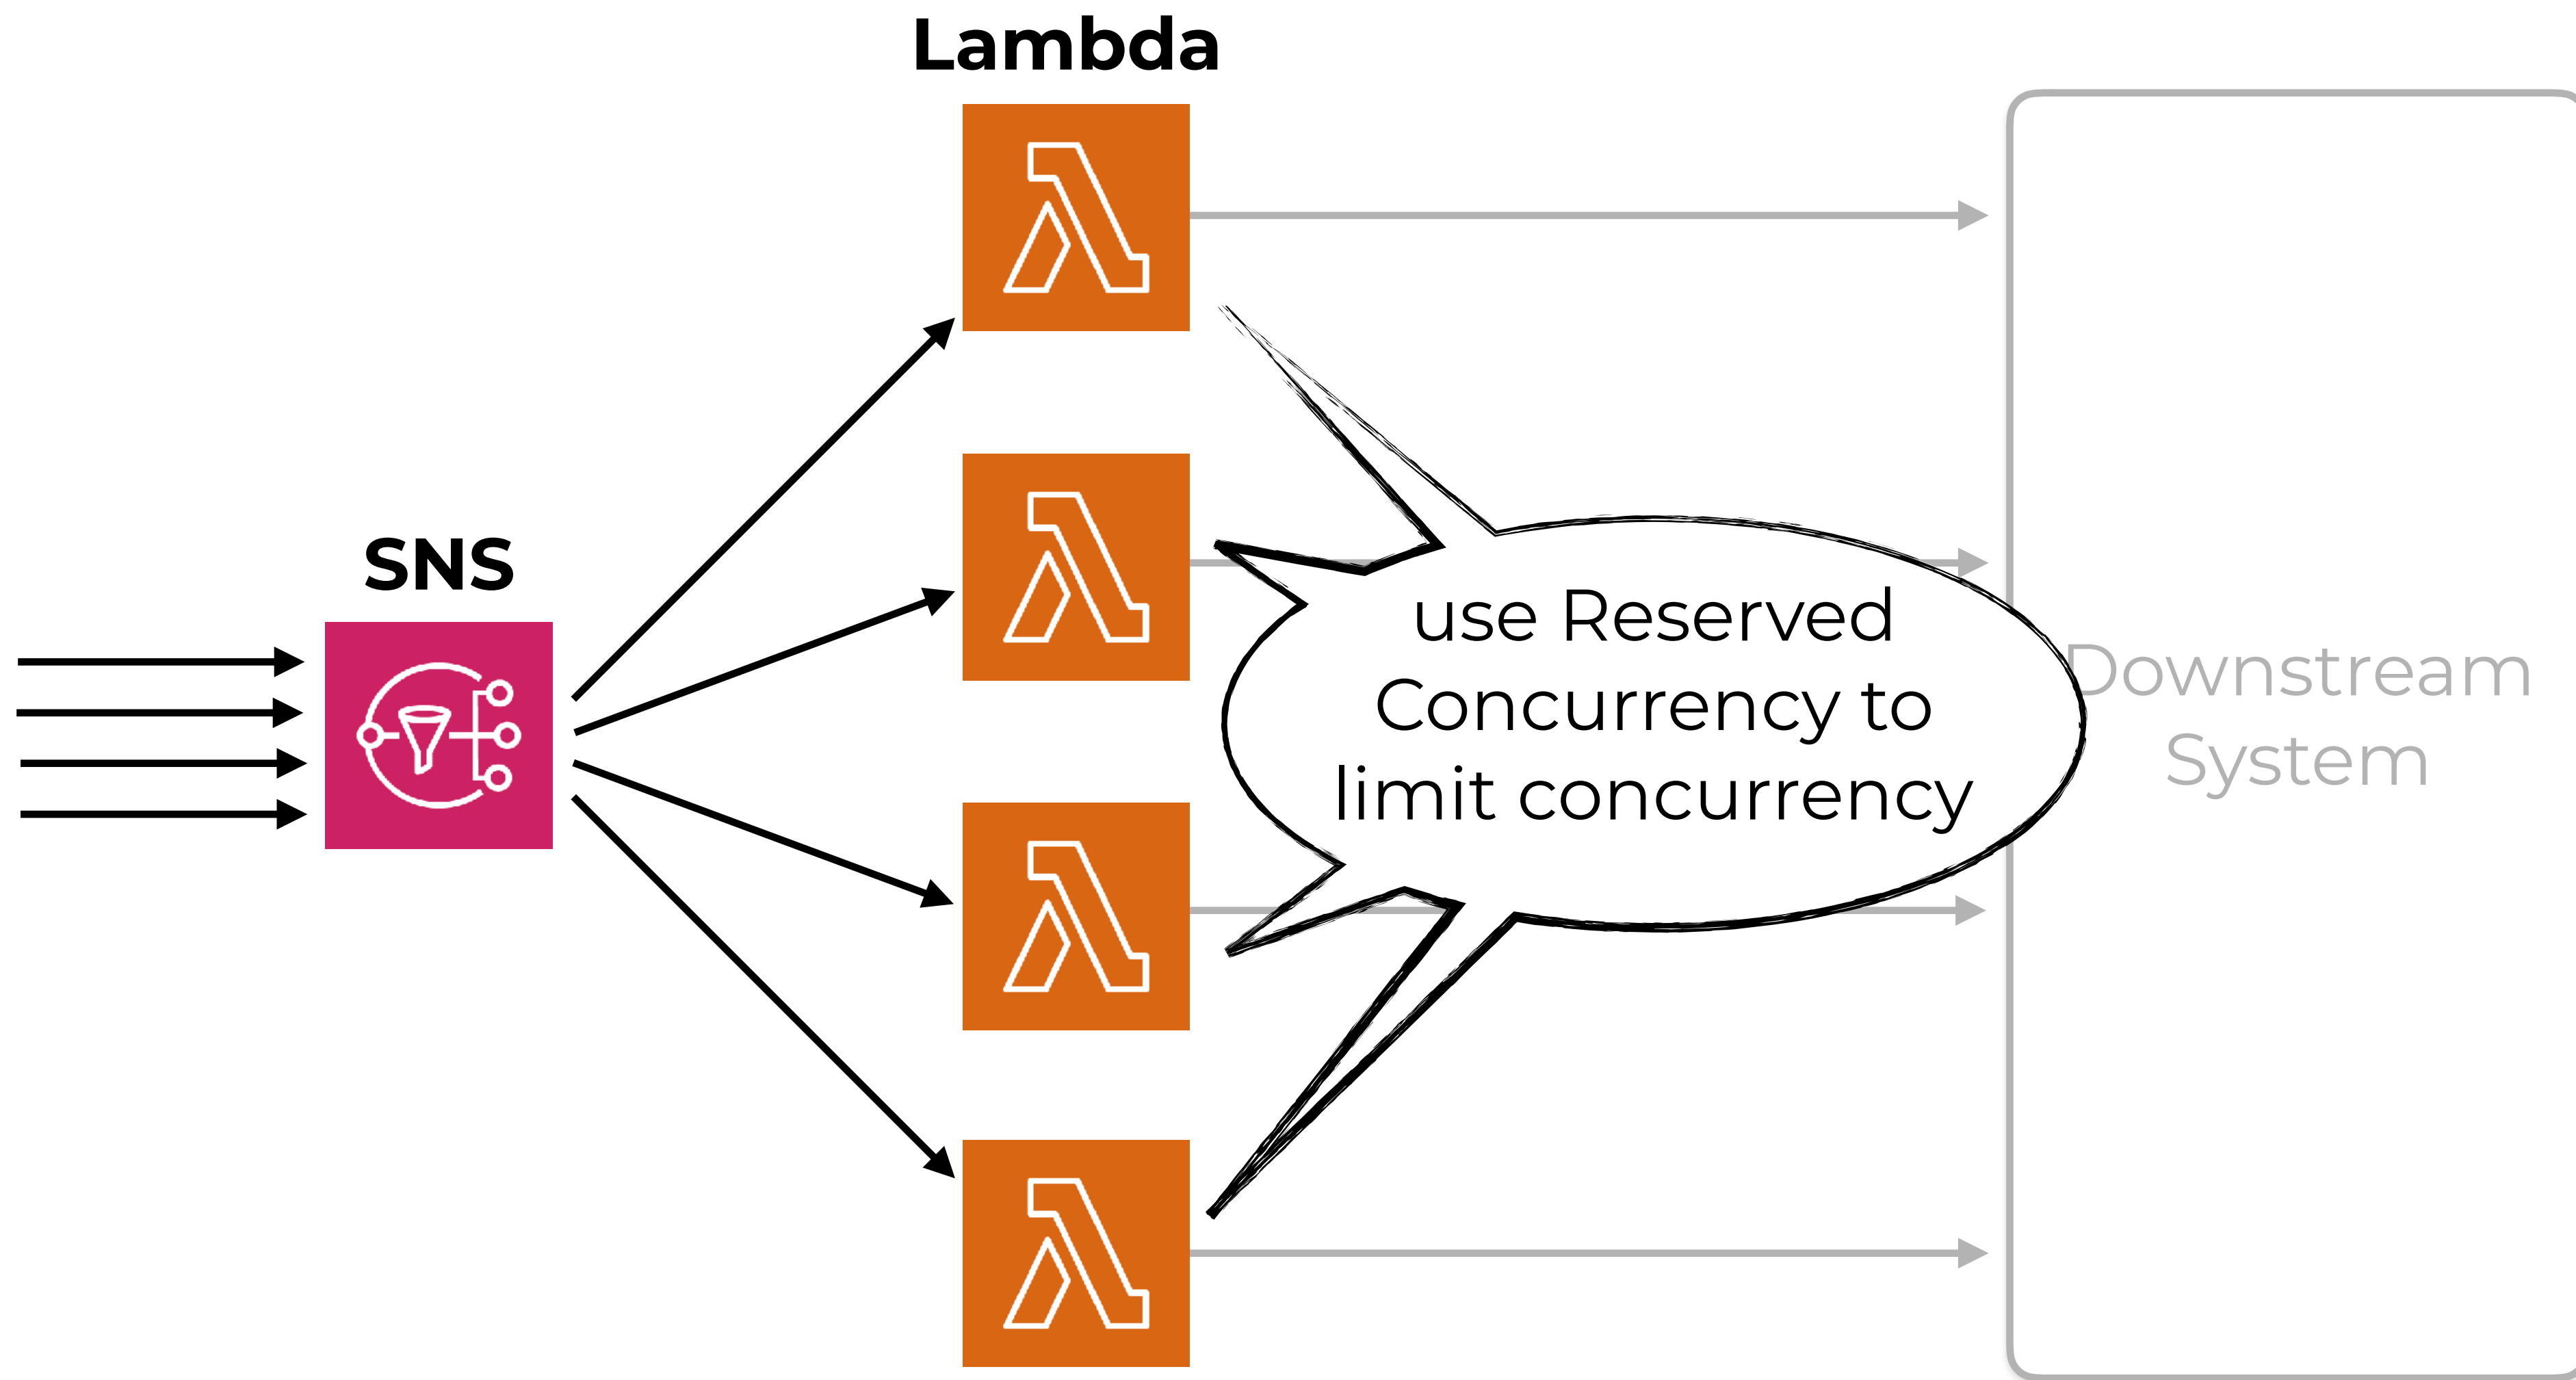 Lambda
SNS
use Reserved
Concurrency to
limit concurrency
Downstream
System